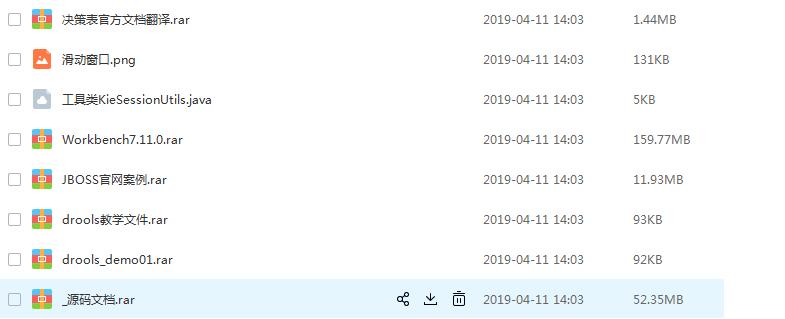 决策表官方文档翻译.rar 2019-04-11 14:03 1.44MB
滑动窗口.png 2019-04-11 14:03 131KB
工具类KieSessionUtils.java 2019-04-11 14:03 5KB
Workbench7.11.0.rar 2019-04-11 14:03 159.77MB
JBOSS官网案例.rar 2019-04-11 14:03 11.93MB
drools教学文件.rar 2019-04-11 14:03 93KB
drools_demo01.rar 2019-04-11 14:03 92KB
_源码文档.rar 2019-04-11 14:03 52.35MB